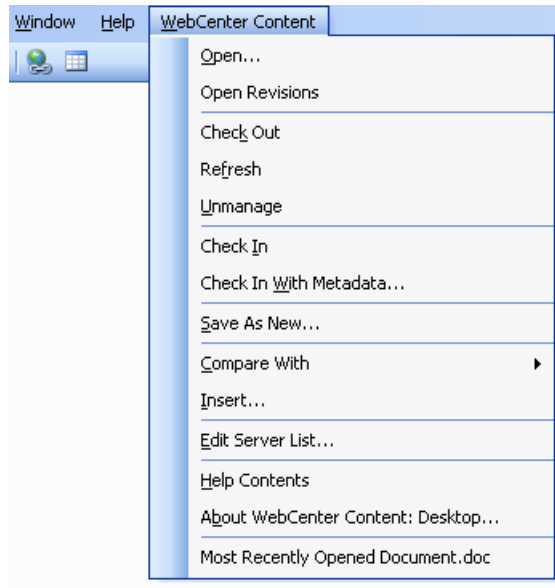 Window Help WebCenter Content
Open...
Open Revisions
Check Out
Refresh
Unmanage
Check In
Check In With Metadata...
Save As New...
Compare With
Insert...
Edit Server List...
Help Contents
About WebCenter Content: Desktop...
Most Recently Opened Document.doc